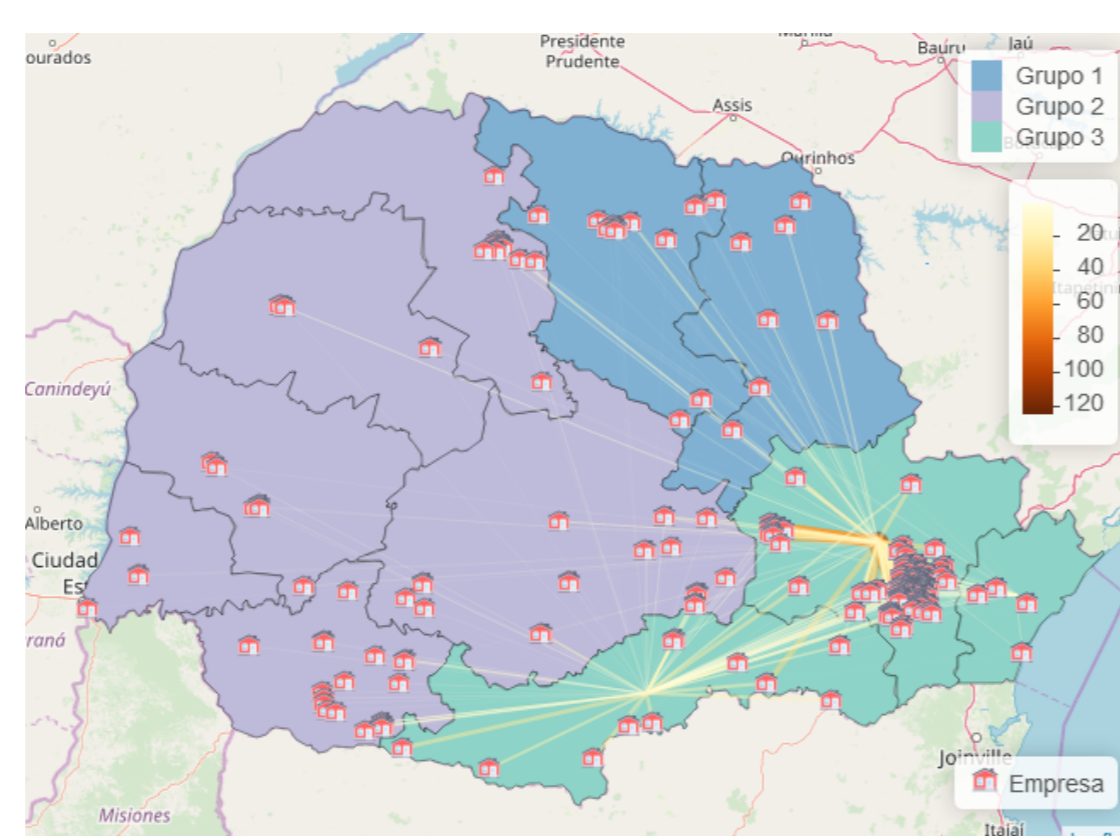 Presidente
Prudente
Marília
Bauru
Jaú
ourados
Assis
Ourinhos
Grupo 1
Grupo 2
Grupo 3
20
40
60
80
100
120
Canindeyú
Alberto
Ciudad
Es
raná
Misiones
Joinville
Empresa
Itajaí